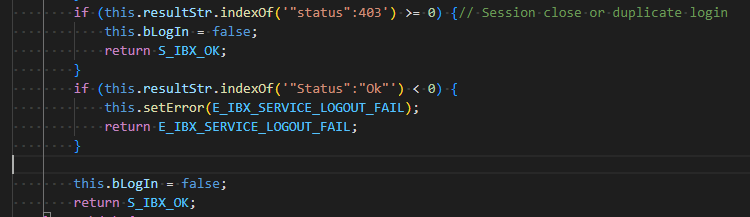 if (this.resultStr.indexOf('"status":403') >= 0) {// Session close or duplicate login
this.bLogIn = false;
return S_IBX_OK;
}
if (this.resultStr.indexOf('"Status":"Ok"') < 0) {
this.setError(E_IBX_SERVICE_LOGOUT_FAIL);
return E_IBX_SERVICE_LOGOUT_FAIL;
}
this.bLogIn = false;
return S_IBX_OK;